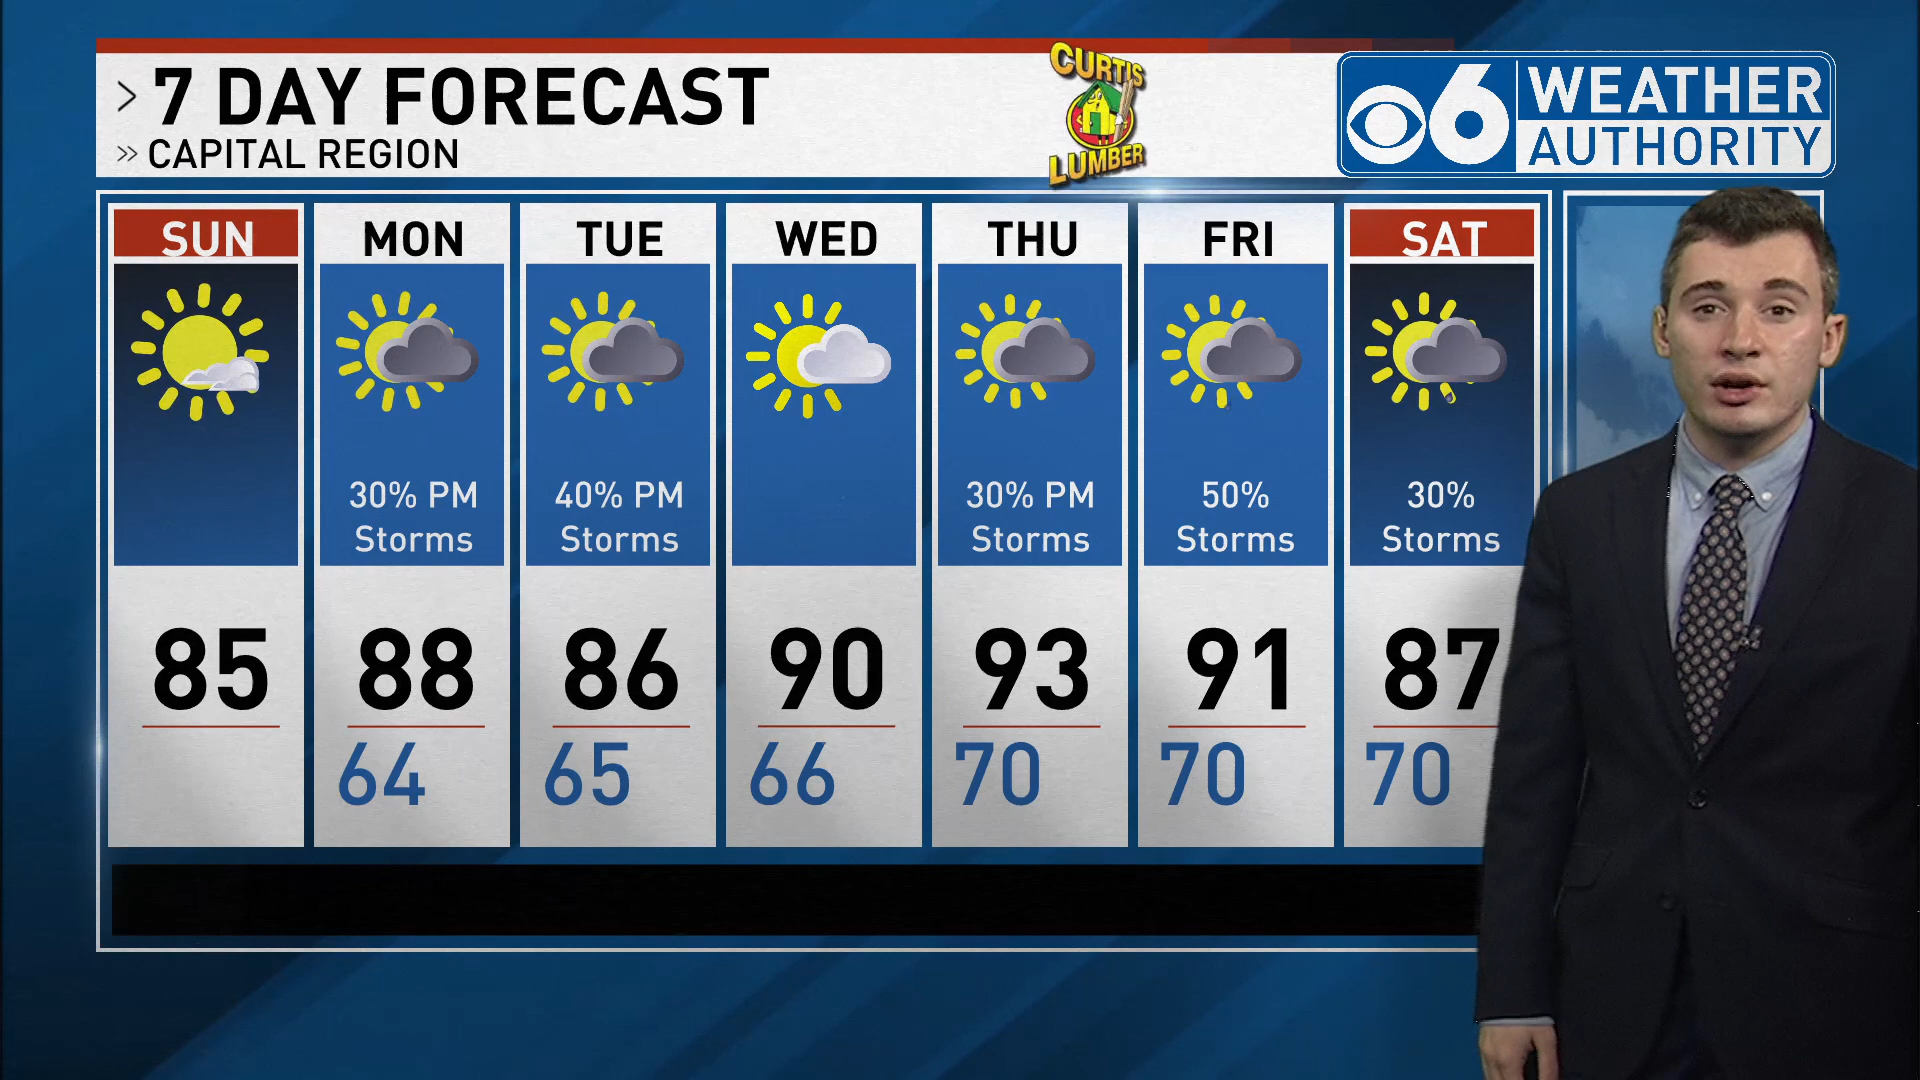 > 7 DAY FORECAST
» CAPITAL REGION
CURTIS
LUMBER
6 WEATHER
AUTHORITY
SUN
MON
TUE
WED
THU
FRI
SAT
30% PM
Storms
40% PM
Storms
30% PM
Storms
50%
Storms
30%
Storms
85
88
86
90
93
91
87
64
65
66
70
70
70